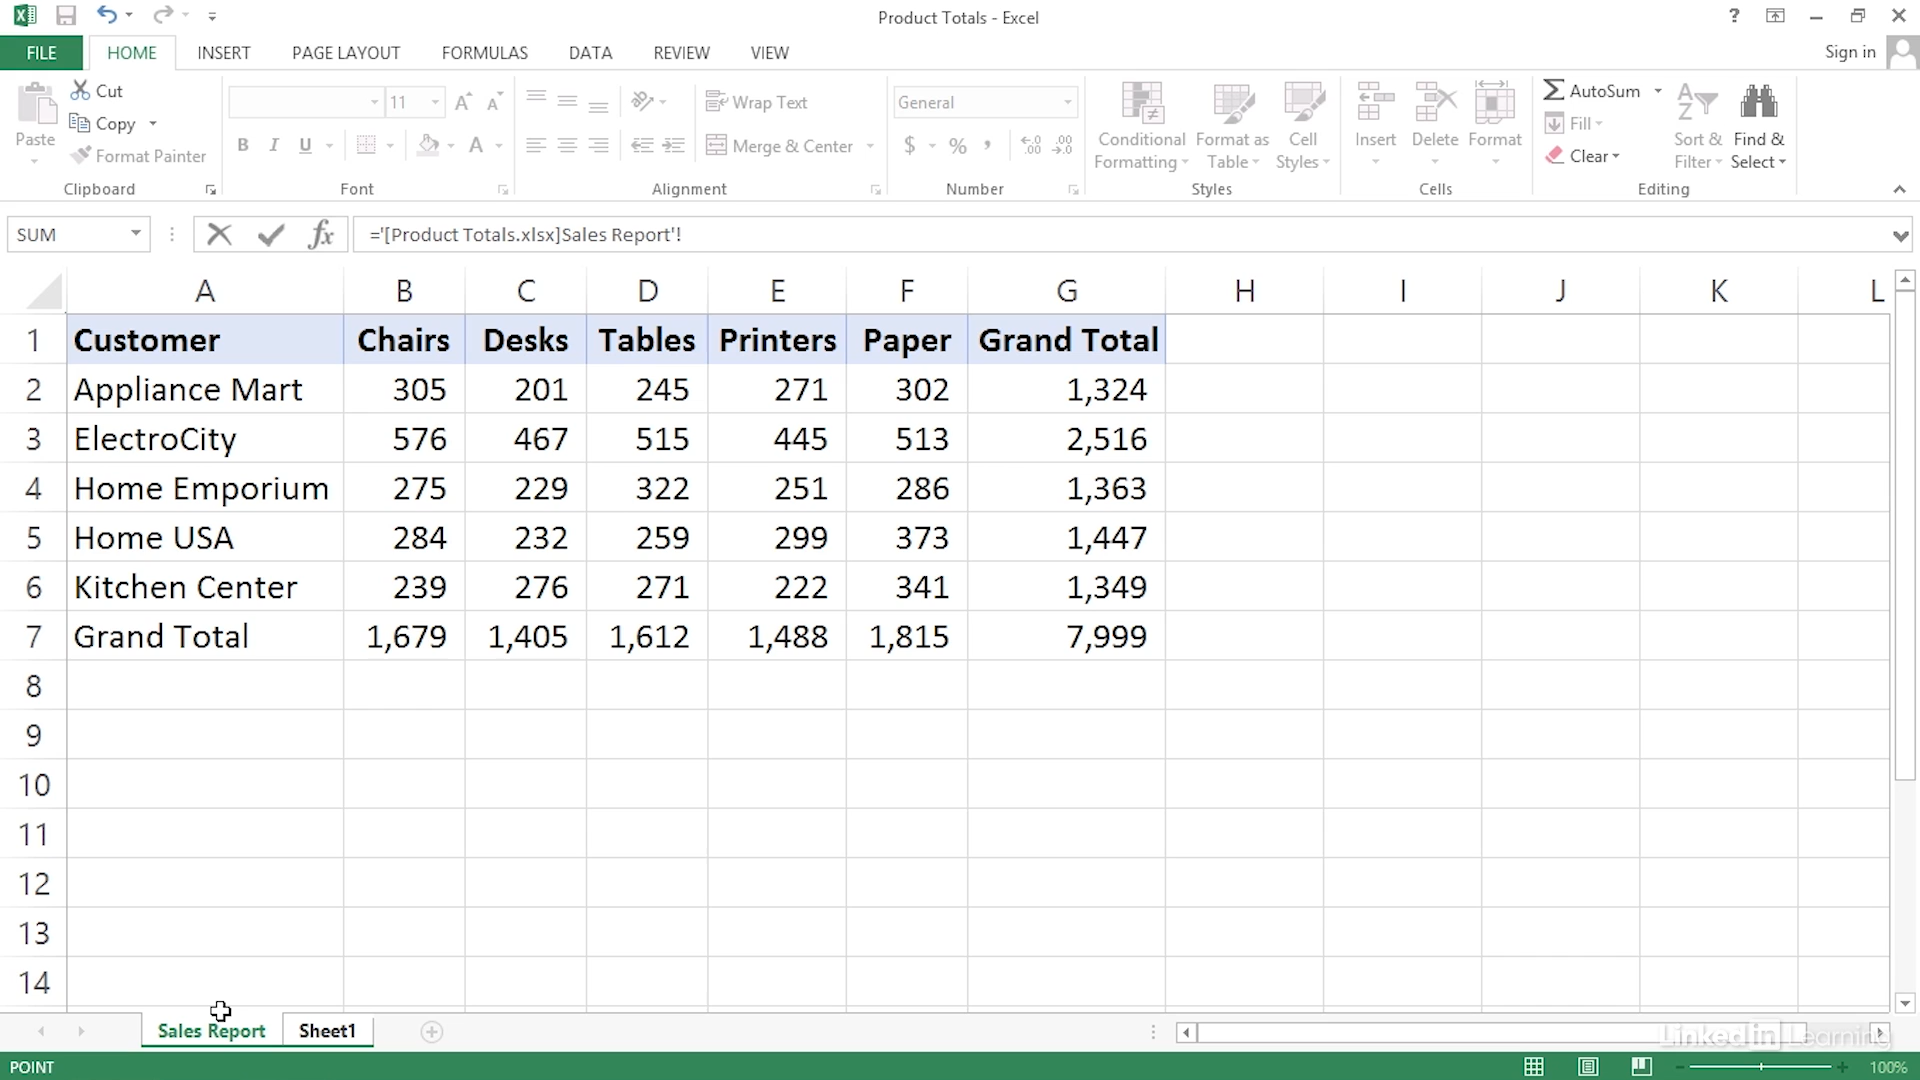 Product Totals - Excel
?
FILE HOME INSERT PAGE LAYOUT FORMULAS DATA REVIEW VIEW Sign in
Paste
Cut
Copy
Format Painter
Clipboard
11
B I U A
Font
Wrap Text
Merge & Center
Alignment
General
$ % ,
Number
Conditional Formatting
Format as Table
Cell Styles
Styles
Insert
Delete
Format
Cells
AutoSum
Fill
Clear
Sort & Filter
Find & Select
Editing
SUM fx ='[Product Totals.xlsx]Sales Report'!
A B C D E F G H I J K L
1 Customer Chairs Desks Tables Printers Paper Grand Total
2 Appliance Mart 305 201 245 271 302 1,324
3 ElectroCity 576 467 515 445 513 2,516
4 Home Emporium 275 229 322 251 286 1,363
5 Home USA 284 232 259 299 373 1,447
6 Kitchen Center 239 276 271 222 341 1,349
7 Grand Total 1,679 1,405 1,612 1,488 1,815 7,999
8
9
10
11
12
13
14
Sales Report Sheet1
Linked in Learning
POINT 100%